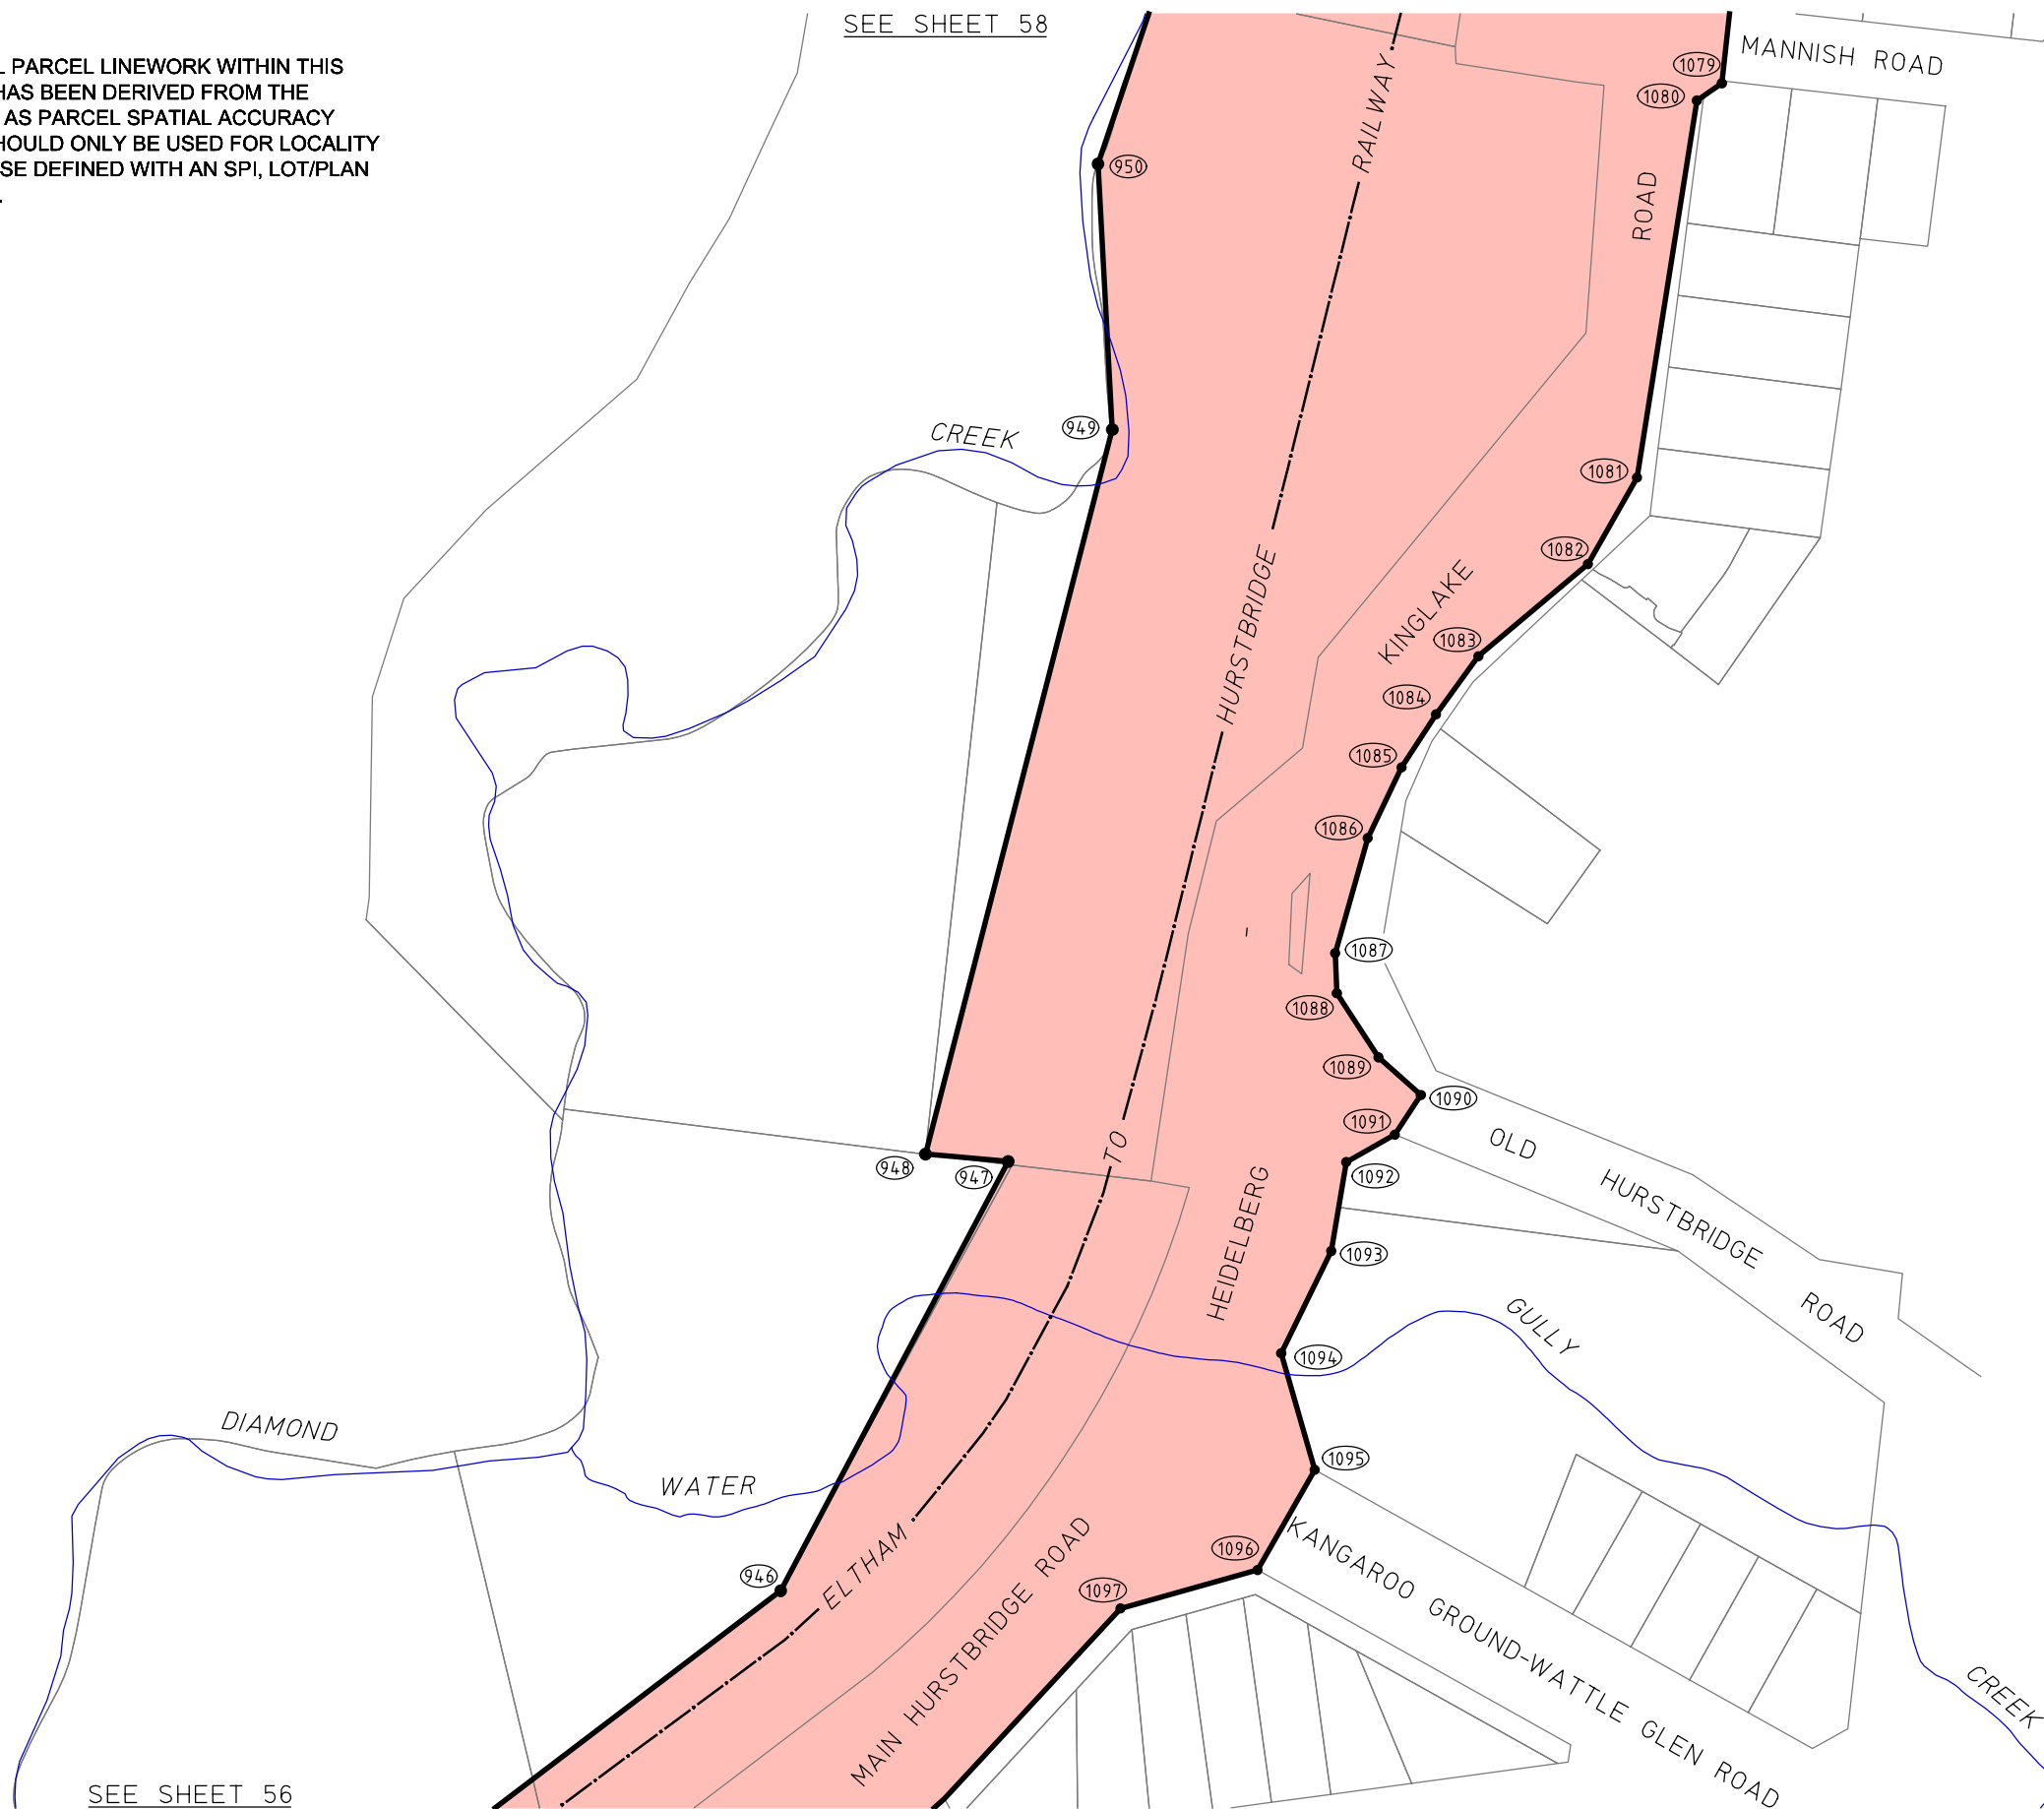 SEE SHEET 58
L PARCEL LINEWORK WITHIN THIS
HAS BEEN DERIVED FROM THE
AS PARCEL SPATIAL ACCURACY
HOULD ONLY BE USED FOR LOCALITY
SE DEFINED WITH AN SPI, LOT/PLAN
MANNISH ROAD
1079
1080
RAILWAY
950
ROAD
CREEK
949
1081
1082
HURSTBRIDGE
KINGLAKE
1083
1084
1085
1086
1087
1088
1089
1090
1091
TO
OLD HURSTBRIDGE ROAD
948
947
1092
HEIDELBERG
1093
GULLY
1094
DIAMOND
WATER
1095
ELTHAM
1096
946
1097
MAIN HURSTBRIDGE ROAD
KANGAROO GROUND-WATTLE GLEN ROAD
CREEK
SEE SHEET 56